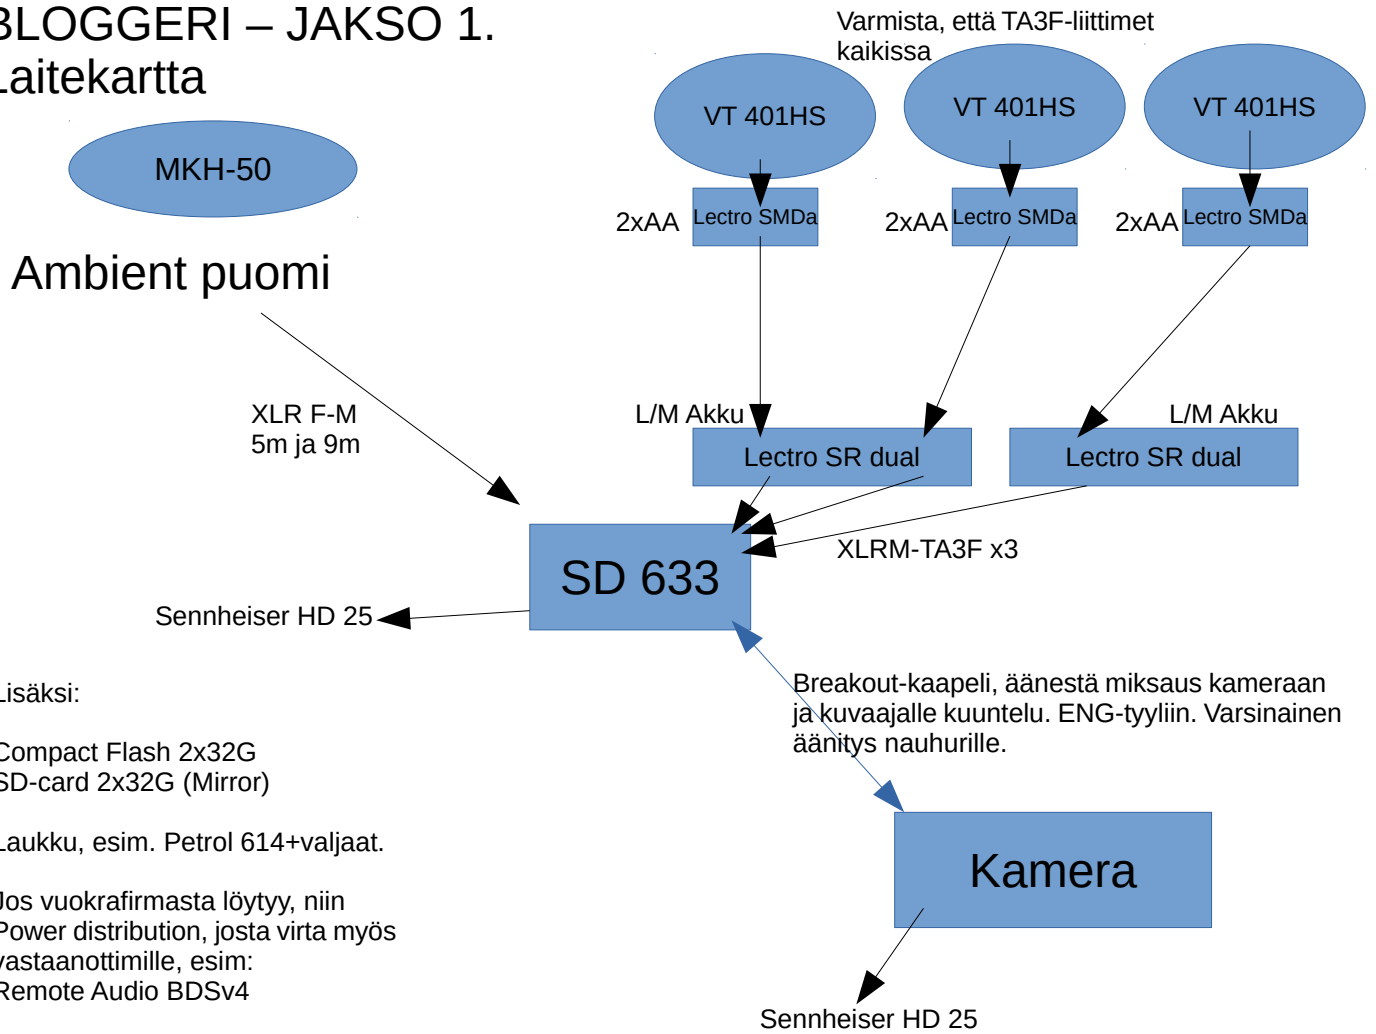 BLOGGERI – JAKSO 1.
Laitekartta
Varmista, että TA3F-liittimet
kaikissa
MKH-50
VT 401HS
VT 401HS
VT 401HS
2xAA
Lectro SMDa
2xAA
Lectro SMDa
2xAA
Lectro SMDa
Ambient puomi
XLR F-M
5m ja 9m
L/M Akku
L/M Akku
Lectro SR dual
Lectro SR dual
XLRM-TA3F x3
SD 633
Sennheiser HD 25
Breakout-kaapeli, äänestä miksaus kameraan
ja kuvaajalle kuuntelu. ENG-tyyliin. Varsinainen
äänitys nauhurille.
Lisäksi:
Compact Flash 2x32G
SD-card 2x32G (Mirror)
Laukku, esim. Petrol 614+valjaat.
Jos vuokrafirmasta löytyy, niin
Power distribution, josta virta myös
vastaanottimille, esim:
Remote Audio BDSv4
Kamera
Sennheiser HD 25